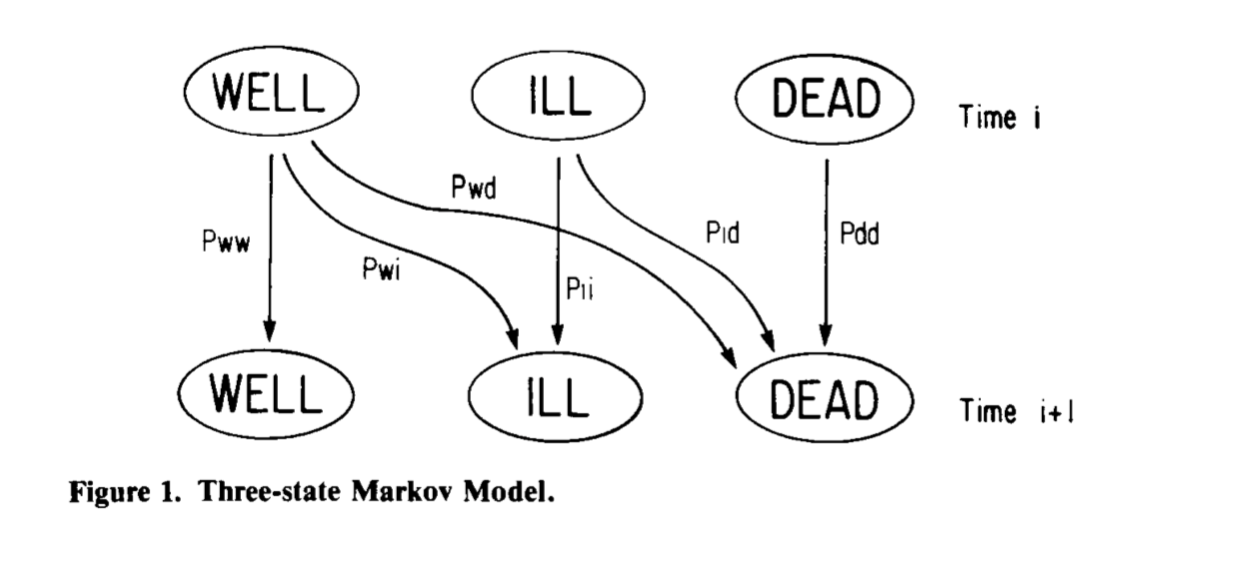 WELL ILL DEAD Time i
Pwd
Pww Pwi Pii Pid Pdd
WELL ILL DEAD Time i+1
Figure 1. Three-state Markov Model.